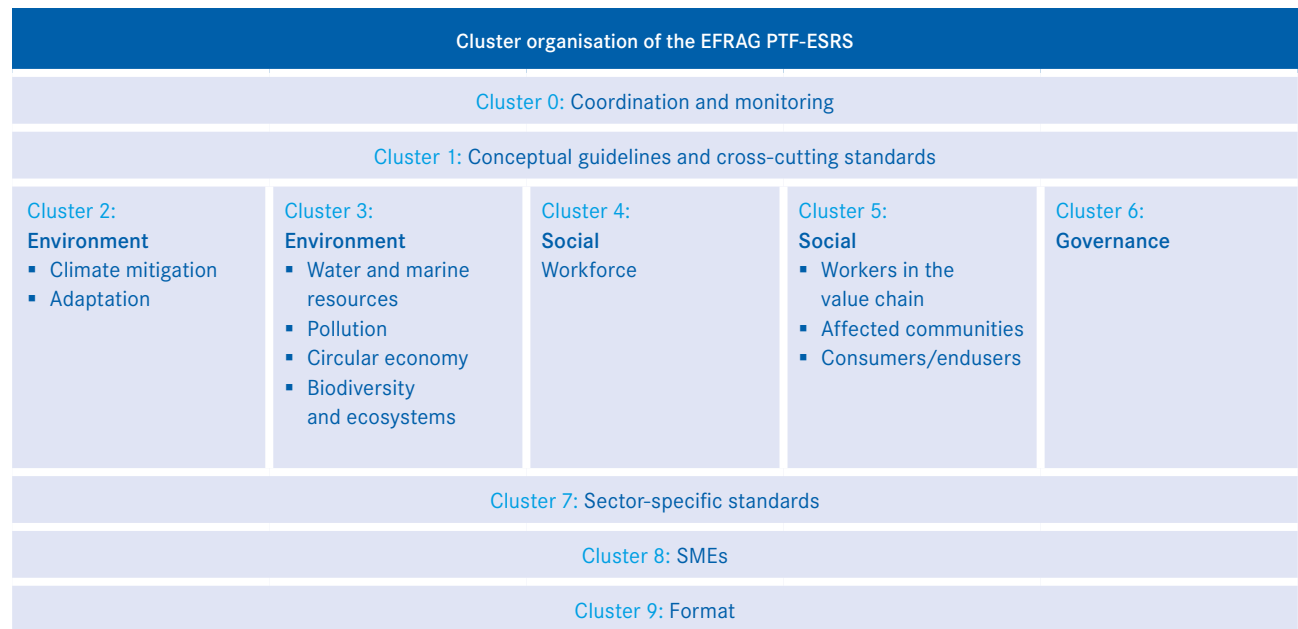 Cluster organisation of the EFRAG PTF-ESRS
Cluster 0: Coordination and monitoring
Cluster 1: Conceptual guidelines and cross-cutting standards
Cluster 2:
Environment
▪ Climate mitigation
▪ Adaptation
Cluster 3:
Environment
▪ Water and marine
resources
▪ Pollution
▪ Circular economy
▪ Biodiversity
and ecosystems
Cluster 4:
Social
Workforce
Cluster 5:
Social
▪ Workers in the
value chain
▪ Affected communities
▪ Consumers/endusers
Cluster 6:
Governance
Cluster 7: Sector-specific standards
Cluster 8: SMEs
Cluster 9: Format